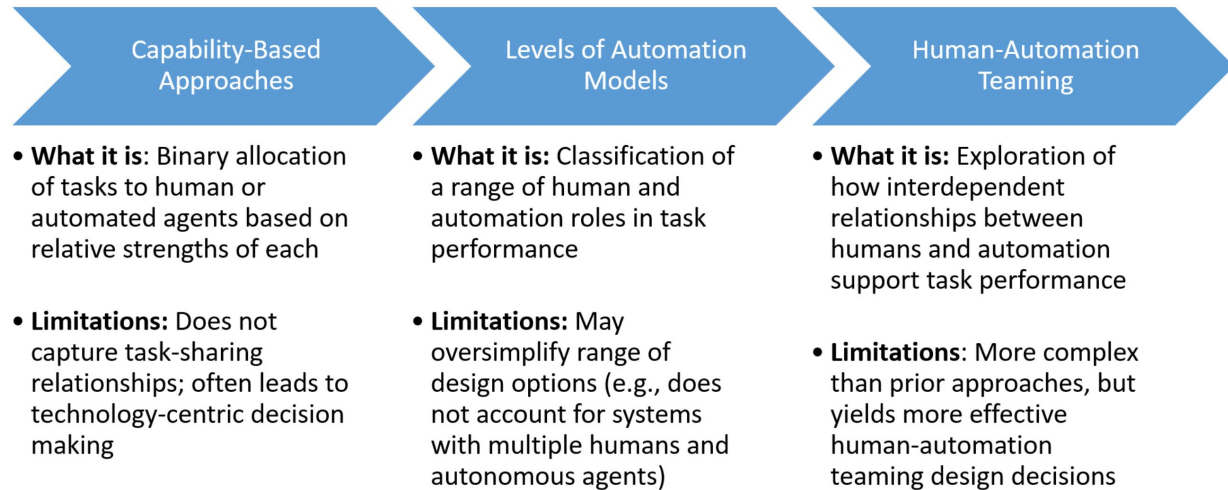 Capability-Based
Approaches
• What it is: Binary allocation
of tasks to human or
automated agents based on
relative strengths of each
• Limitations: Does not
capture task-sharing
relationships; often leads to
technology-centric decision
making
Levels of Automation
Models
• What it is: Classification of
a range of human and
automation roles in task
performance
• Limitations: May
oversimplify range of
design options (e.g., does
not account for systems
with multiple humans and
autonomous agents)
Human-Automation
Teaming
• What it is: Exploration of
how interdependent
relationships between
humans and automation
support task performance
• Limitations: More complex
than prior approaches, but
yields more effective
human-automation
teaming design decisions